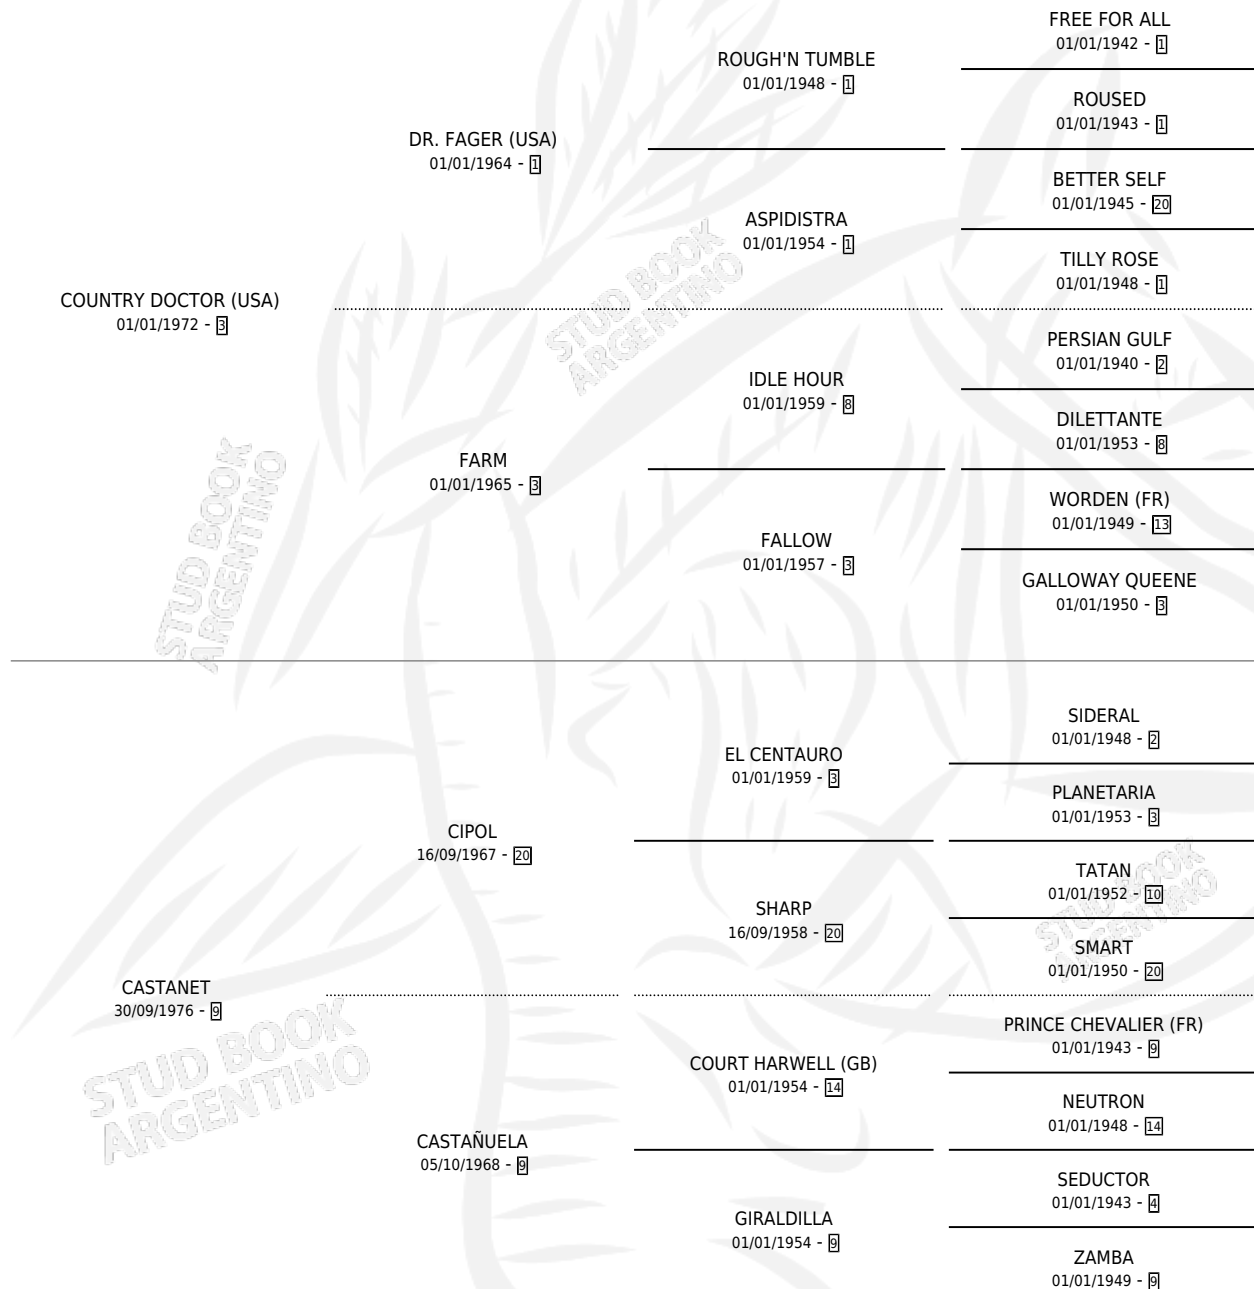 FREE FOR ALL
01/01/1942 - 1
ROUGH'N TUMBLE
01/01/1948 - 1
ROUSED
01/01/1943 - 1
DR. FAGER (USA)
01/01/1964 - 1
BETTER SELF
01/01/1945 - 20
ASPIDISTRA
01/01/1954 - 1
TILLY ROSE
01/01/1948 - 1
COUNTRY DOCTOR (USA)
01/01/1972 - 3
PERSIAN GULF
01/01/1940 - 2
IDLE HOUR
01/01/1959 - 8
DILETTANTE
01/01/1953 - 8
FARM
01/01/1965 - 3
WORDEN (FR)
01/01/1949 - 13
FALLOW
01/01/1957 - 3
GALLOWAY QUEENE
01/01/1950 - 3
STUD BOOK
ARGENTINO
STUD BOOK
ARGENTINO
SIDERAL
01/01/1948 - 2
EL CENTAURO
01/01/1959 - 3
PLANETARIA
01/01/1953 - 3
CIPOL
16/09/1967 - 20
TATAN
01/01/1952 - 10
SHARP
16/09/1958 - 20
SMART
01/01/1950 - 20
STUD BOOK
ARGENTINO
CASTANET
30/09/1976 - 9
PRINCE CHEVALIER (FR)
01/01/1943 - 9
COURT HARWELL (GB)
01/01/1954 - 14
NEUTRON
01/01/1948 - 14
CASTAÑUELA
05/10/1968 - 9
SEDUCTOR
01/01/1943 - 4
GIRALDILLA
01/01/1954 - 9
ZAMBA
01/01/1949 - 9
STUD BOOK
ARGENTINO